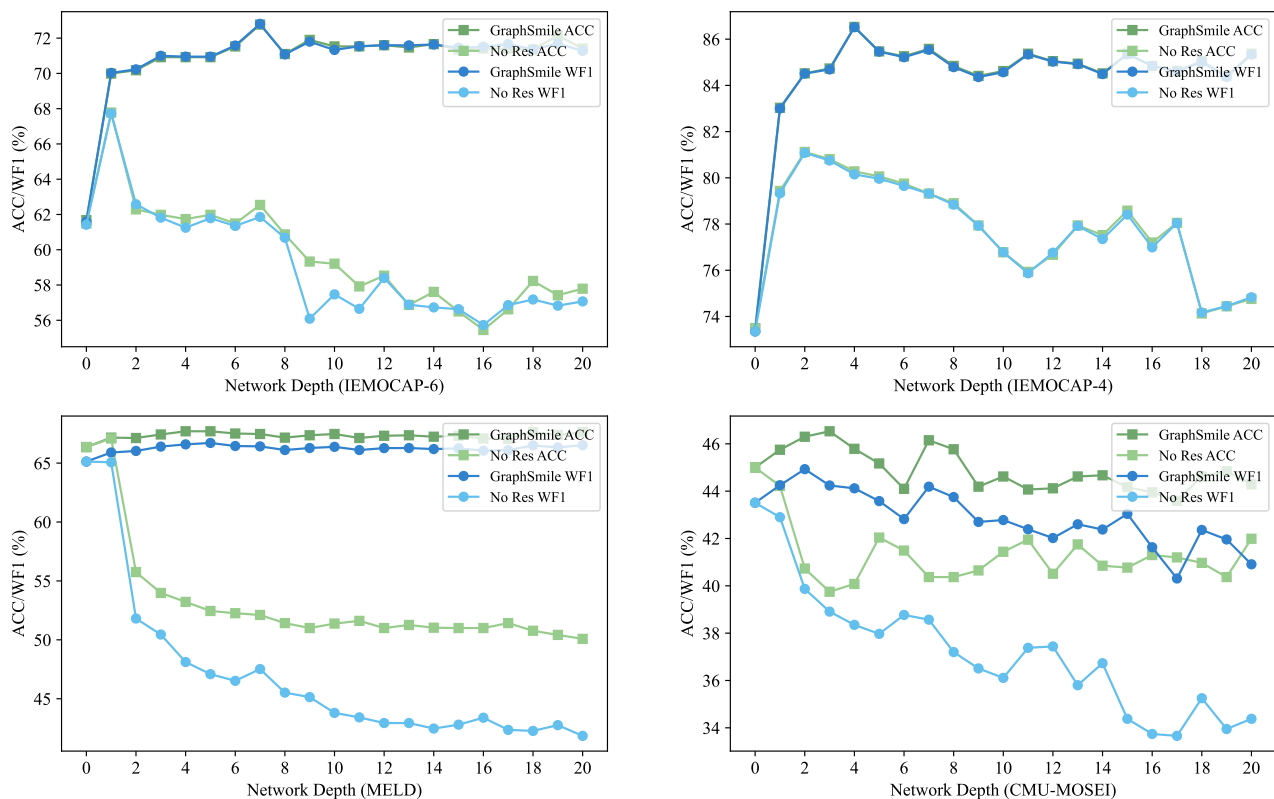 GraphSmile ACC
No Res ACC
GraphSmile WF1
No Res WF1
72
70
68
66
64
62
60
58
56
ACC/WF1 (%)
0 2 4 6 8 10 12 14 16 18 20
Network Depth (IEMOCAP-6)
GraphSmile ACC
No Res ACC
GraphSmile WF1
No Res WF1
86
84
82
80
78
76
74
ACC/WF1 (%)
0 2 4 6 8 10 12 14 16 18 20
Network Depth (IEMOCAP-4)
GraphSmile ACC
No Res ACC
GraphSmile WF1
No Res WF1
65
60
55
50
45
ACC/WF1 (%)
0 2 4 6 8 10 12 14 16 18 20
Network Depth (MELD)
GraphSmile ACC
No Res ACC
GraphSmile WF1
No Res WF1
46
44
42
40
38
36
34
ACC/WF1 (%)
0 2 4 6 8 10 12 14 16 18 20
Network Depth (CMU-MOSEI)